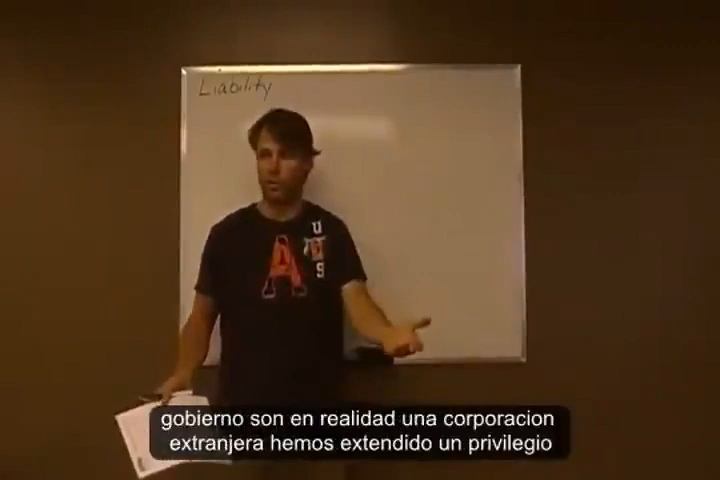 Liability
A
u
s
gobierno son en realidad una corporacion
extranjera hemos extendido un privilegio